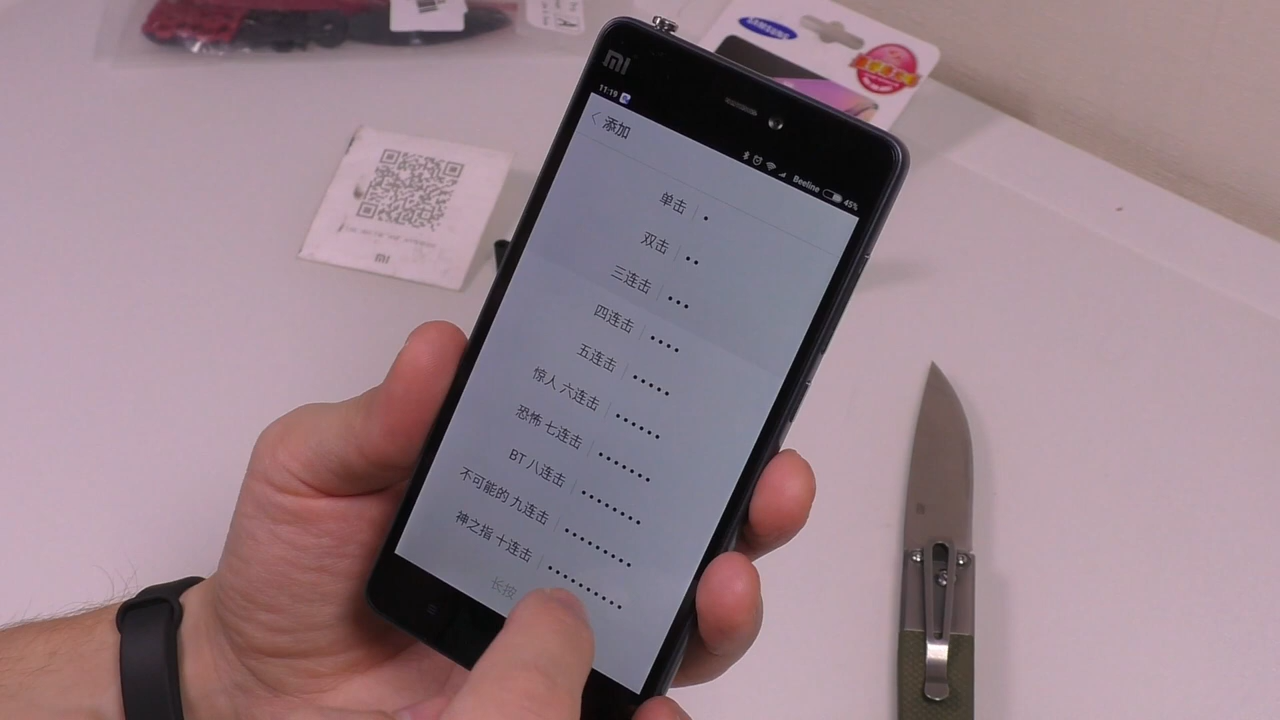 SAMSUNG
MI
11:19
Beeline 45%
添加
单击
双击
三连击
四连击
五连击
惊人 六连击
恐怖 七连击
BT 八连击
不可能的 九连击
神之指 十连击
长按
MI